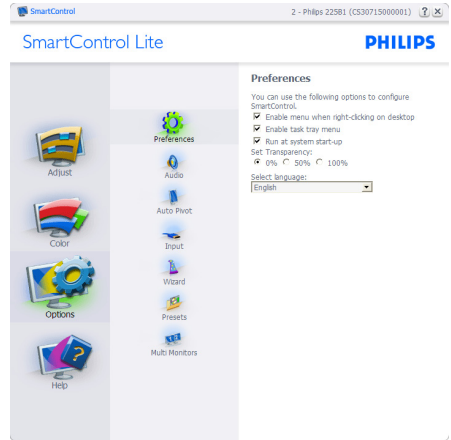 SmartControl
2 - Philips 225B1 (CS30715000001)
? X
SmartControl Lite
PHILIPS
Adjust
Color
Options
Help
Preferences
Audio
Auto Pivot
Input
Wizard
Presets
Multi Monitors
Preferences
You can use the following options to configure
SmartControl.
Enable menu when right-clicking on desktop
Enable task tray menu
Run at system start-up
Set Transparency:
0% 50% 100%
Select language:
English